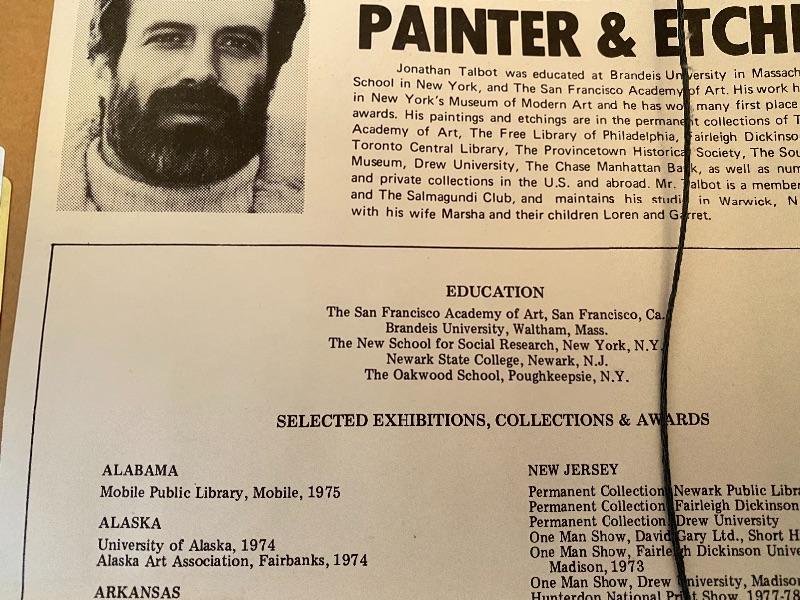 PAINTER & ETCH
Jonathan Talbot was educated at Brandeis University in Massach
School in New York, and The San Francisco Academy of Art. His work h
in New York's Museum of Modern Art and he has wo many first place
awards. His paintings and etchings are in the permanent collections of T
Academy of Art, The Free Library of Philadelphia, Fairleigh Dickinso
Toronto Central Library, The Provincetown Historical Society, The Sou
Museum, Drew University, The Chase Manhattan Bank, as well as num
and private collections in the U.S. and abroad. Mr. Talbot is a member
and The Salmagundi Club, and maintains his studio in Warwick, N
with his wife Marsha and their children Loren and Garret.
EDUCATION
The San Francisco Academy of Art, San Francisco, Ca.
Brandeis University, Waltham, Mass.
The New School for Social Research, New York, N.Y.
Newark State College, Newark, N.J.
The Oakwood School, Poughkeepsie, N.Y.
SELECTED EXHIBITIONS, COLLECTIONS & AWARDS
ALABAMA
Mobile Public Library, Mobile, 1975
ALASKA
University of Alaska, 1974
Alaska Art Association, Fairbanks, 1974
ARKANSAS
NEW JERSEY
Permanent Collection Newark Public Libra
Permanent Collection Fairleigh Dickinson
Permanent Collection Drew University
One Man Show, David Gary Ltd., Short H
One Man Show, Fairleigh Dickinson Unive
Madison, 1973
One Man Show, Drew University, Madison
Hunterdon National Print Show, 1977-78